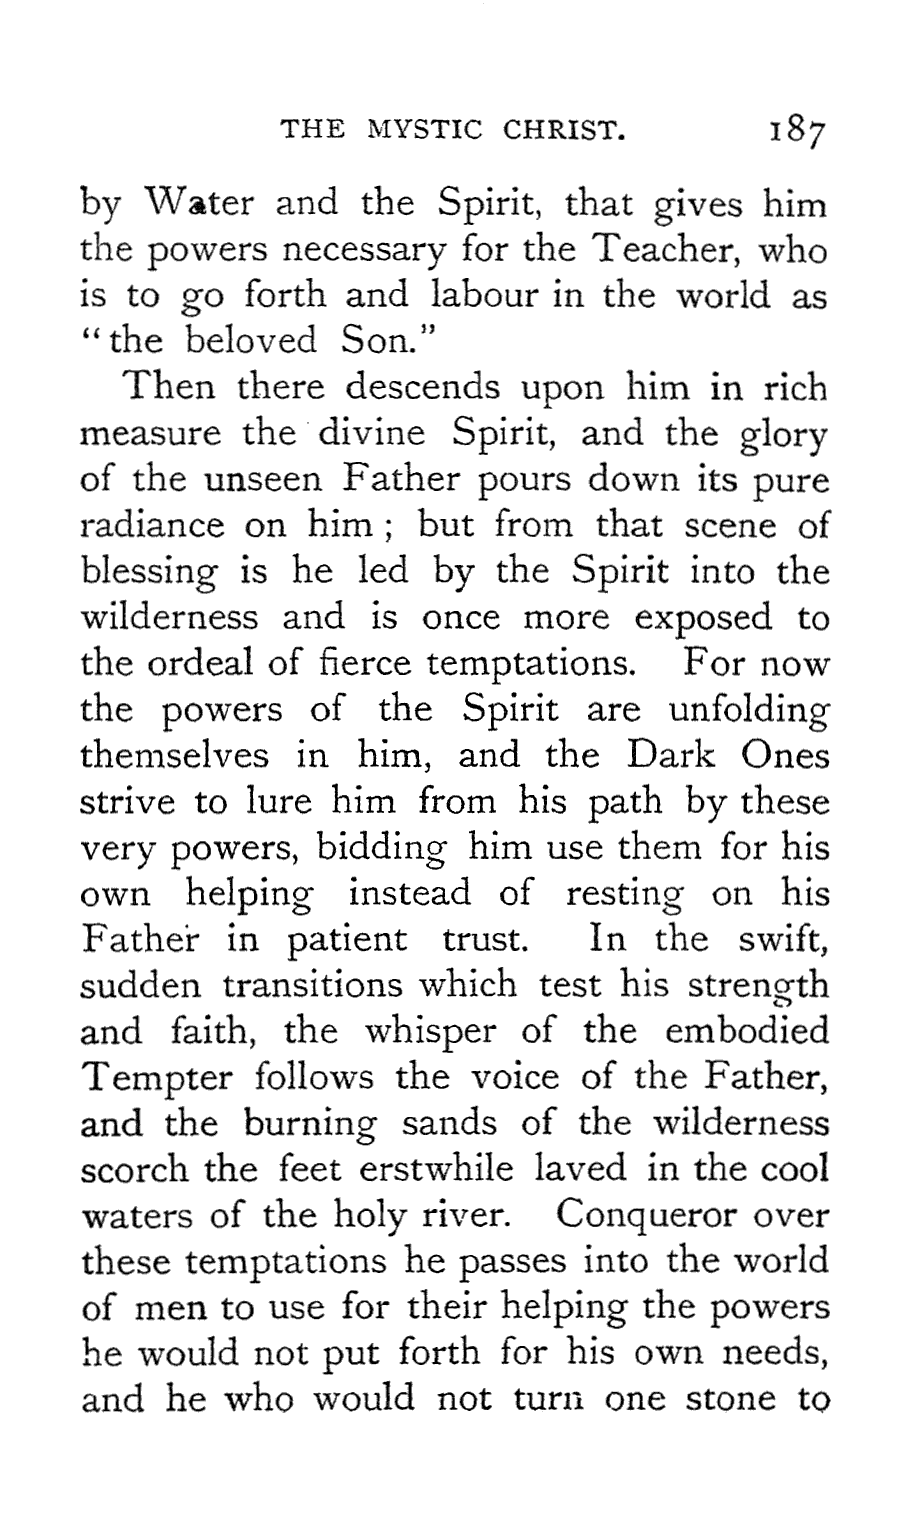 THE MYSTIC CHRIST. 187
by Water and the Spirit, that gives him
the powers necessary for the Teacher, who
is to go forth and labour in the world as
“the beloved Son.”
Then there descends upon him in rich
measure the divine Spirit, and the glory
of the unseen Father pours down its pure
radiance on him ; but from that scene of
blessing is he led by the Spirit into the
wilderness and is once more exposed to
the ordeal of fierce temptations. For now
the powers of the Spirit are unfolding
themselves in him, and the Dark Ones
strive to lure him from his path by these
very powers, bidding him use them for his
own helping instead of resting on his
Father in patient trust. In the swift,
sudden transitions which test his strength
and faith, the whisper of the embodied
Tempter follows the voice of the Father,
and the burning sands of the wilderness
scorch the feet erstwhile laved in the cool
waters of the holy river. Conqueror over
these temptations he passes into the world
of men to use for their helping the powers
he would not put forth for his own needs,
and he who would not turn one stone to